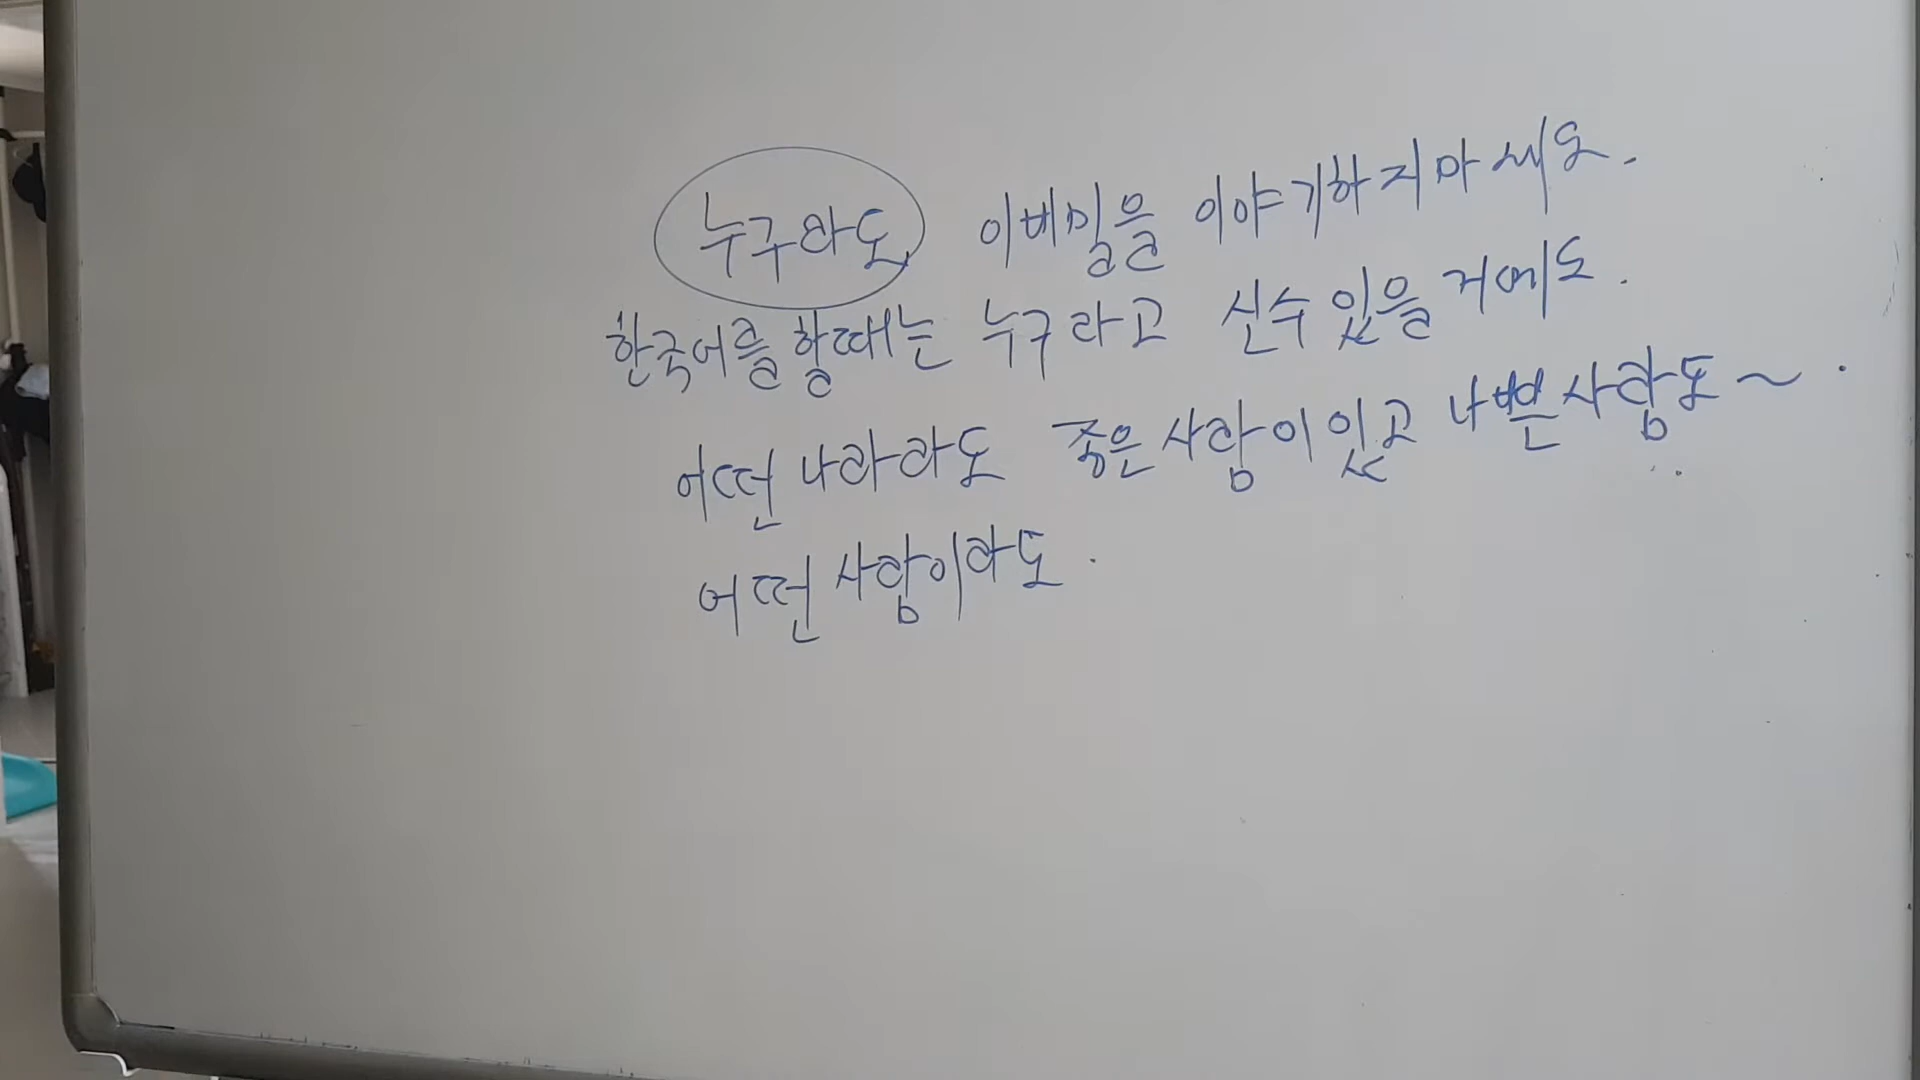 누구라도 이비밀을 이야기하지마세요.
한국어를 할때는 누구라고 실수 있을 거에요.
어떤 나라라도 좋은사람이 있고 나쁜사람도~.
어떤 사람이라도.